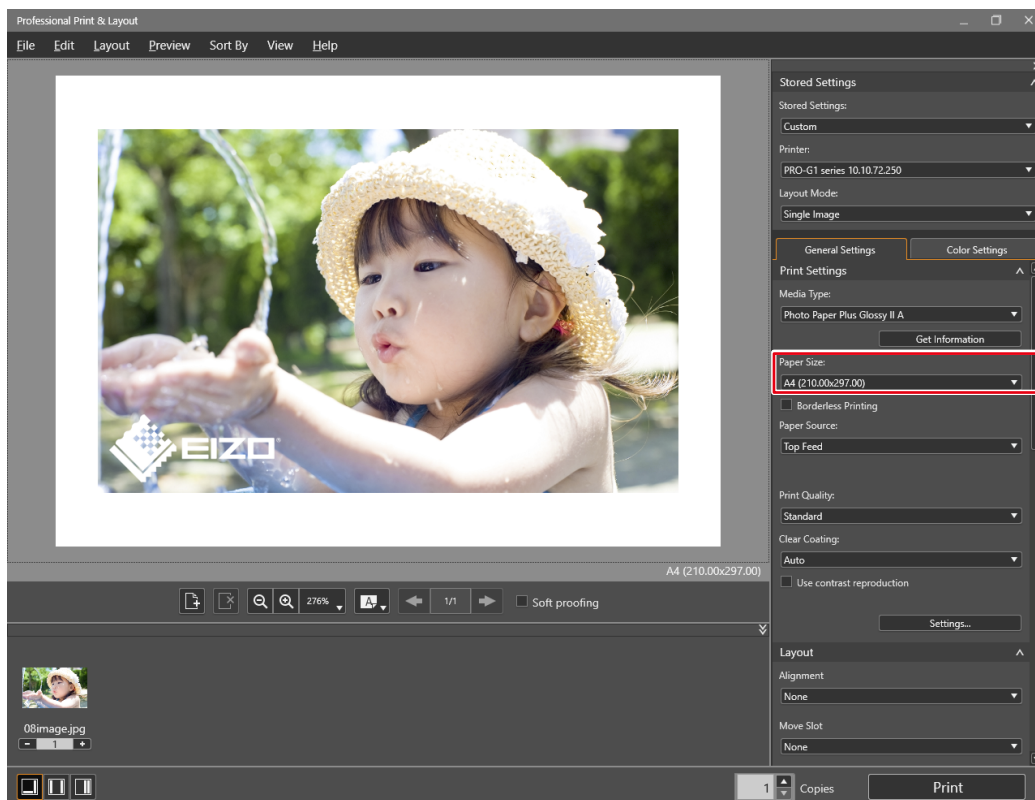 Professional Print & Layout
File Edit Layout Preview Sort By View Help
EIZO
A4 (210.00x297.00)
276%
A
1/1
Soft proofing
08image.jpg
- 1 +
Stored Settings
Stored Settings:
Custom
Printer:
PRO-G1 series 10.10.72.250
Layout Mode:
Single Image
General Settings Color Settings
Print Settings
Media Type:
Photo Paper Plus Glossy II A
Get Information
Paper Size:
A4 (210.00x297.00)
Borderless Printing
Paper Source:
Top Feed
Print Quality:
Standard
Clear Coating:
Auto
Use contrast reproduction
Settings...
Layout
Alignment
None
Move Slot
None
1 Copies Print